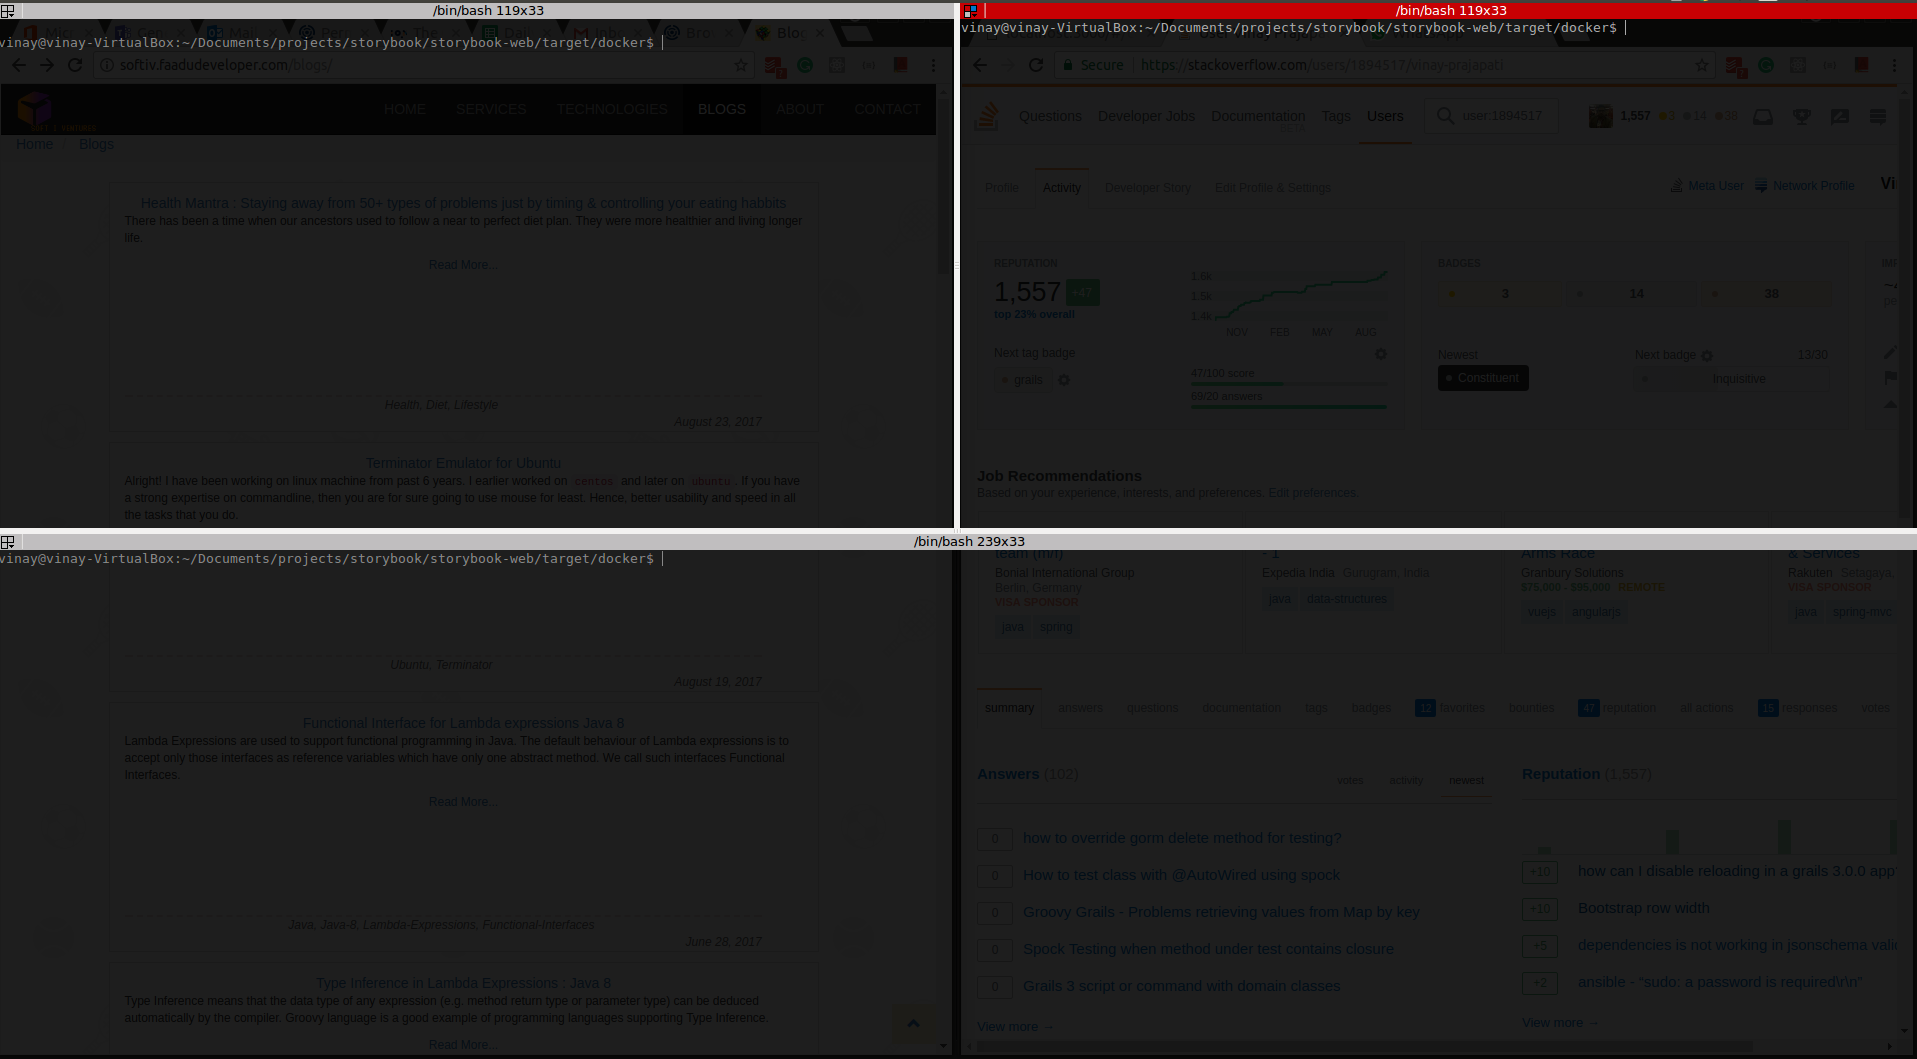 /bin/bash 119x33
vinay@vinay-VirtualBox:~/Documents/projects/storybook/storybook-web/target/docker$
softiv.faadudeveloper.com/blogs/
HOME SERVICES TECHNOLOGIES BLOGS ABOUT CONTACT
Home / Blogs
Health Mantra : Staying away from 50+ types of problems just by timing & controlling your eating habbits
There has been a time when our ancestors used to follow a near to perfect diet plan. They were more healthier and living longer
life.
Read More...
Health, Diet, Lifestyle
August 23, 2017
Terminator Emulator for Ubuntu
Alright! I have been working on linux machine from past 6 years. I earlier worked on centos and later on ubuntu. If you have
a strong expertise on commandline, then you are for sure going to use mouse for least. Hence, better usability and speed in all
the tasks that you do.
/bin/bash 119x33
vinay@vinay-VirtualBox:~/Documents/projects/storybook/storybook-web/target/docker$
Secure https://stackoverflow.com/users/1894517/vinay-prajapati
Questions Developer Jobs Documentation Tags Users user:1894517 1,557 3 14 38
BETA
Profile Activity Developer Story Edit Profile & Settings Meta User Network Profile
REPUTATION
1,557 +47
top 23% overall
1.6k
1.5k
1.4k
NOV FEB MAY AUG
Next tag badge
grails
47/100 score
69/20 answers
BADGES
3 14 38
Newest
Constituent
Next badge 13/30
Inquisitive
Job Recommendations
Based on your experience, interests, and preferences. Edit preferences.
/bin/bash 239x33
vinay@vinay-VirtualBox:~/Documents/projects/storybook/storybook-web/target/docker$
Ubuntu, Terminator
August 19, 2017
Functional Interface for Lambda expressions Java 8
Lambda Expressions are used to support functional programming in Java. The default behaviour of Lambda expressions is to
accept only those interfaces as reference variables which have only one abstract method. We call such interfaces Functional
Interfaces.
Read More...
Java, Java-8, Lambda-Expressions, Functional-Interfaces
June 28, 2017
Type Inference in Lambda Expressions : Java 8
Type Inference means that the data type of any expression (e.g. method return type or parameter type) can be deduced
automatically by the compiler. Groovy language is a good example of programming languages supporting Type Inference.
Read More...
team (m/f)
Bonial International Group
Berlin, Germany
VISA SPONSOR
java spring
- 1
Expedia India Gurugram, India
java data-structures
Arms Race
Granbury Solutions
$75,000 - $95,000 REMOTE
vuejs angularjs
& Services
Rakuten Setagaya,
VISA SPONSOR
java spring-mvc
summary answers questions documentation tags badges 12 favorites bounties 47 reputation all actions 15 responses votes
Answers (102) votes activity newest
0 how to override gorm delete method for testing?
0 How to test class with @AutoWired using spock
0 Groovy Grails - Problems retrieving values from Map by key
0 Spock Testing when method under test contains closure
0 Grails 3 script or command with domain classes
View more →
Reputation (1,557)
+10 how can I disable reloading in a grails 3.0.0 app
+10 Bootstrap row width
+5 dependencies is not working in jsonschema
+2 ansible - "sudo: a password is required\r\n"
View more →